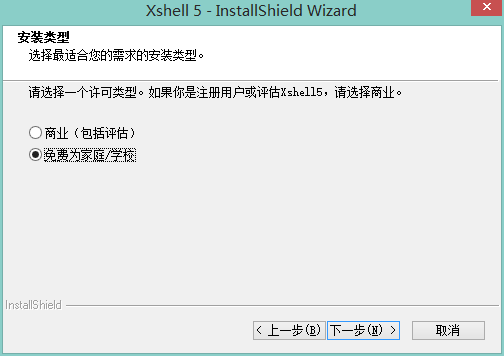 Xshell 5 - InstallShield Wizard
安装类型
选择最适合您的需求的安装类型。
请选择一个许可类型。如果你是注册用户或评估Xshell5，请选择商业。
商业（包括评估）
免费为家庭/学校
InstallShield
< 上一步(B) 下一步(N) > 取消